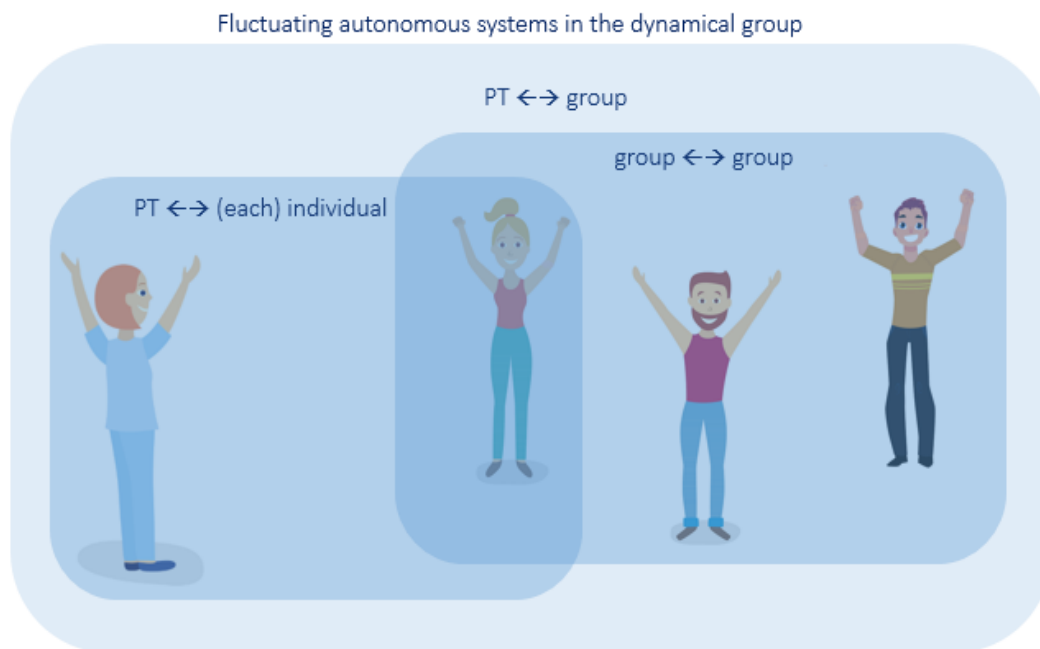 Fluctuating autonomous systems in the dynamical group
PT ←→ group
group ←→ group
PT ←→ (each) individual